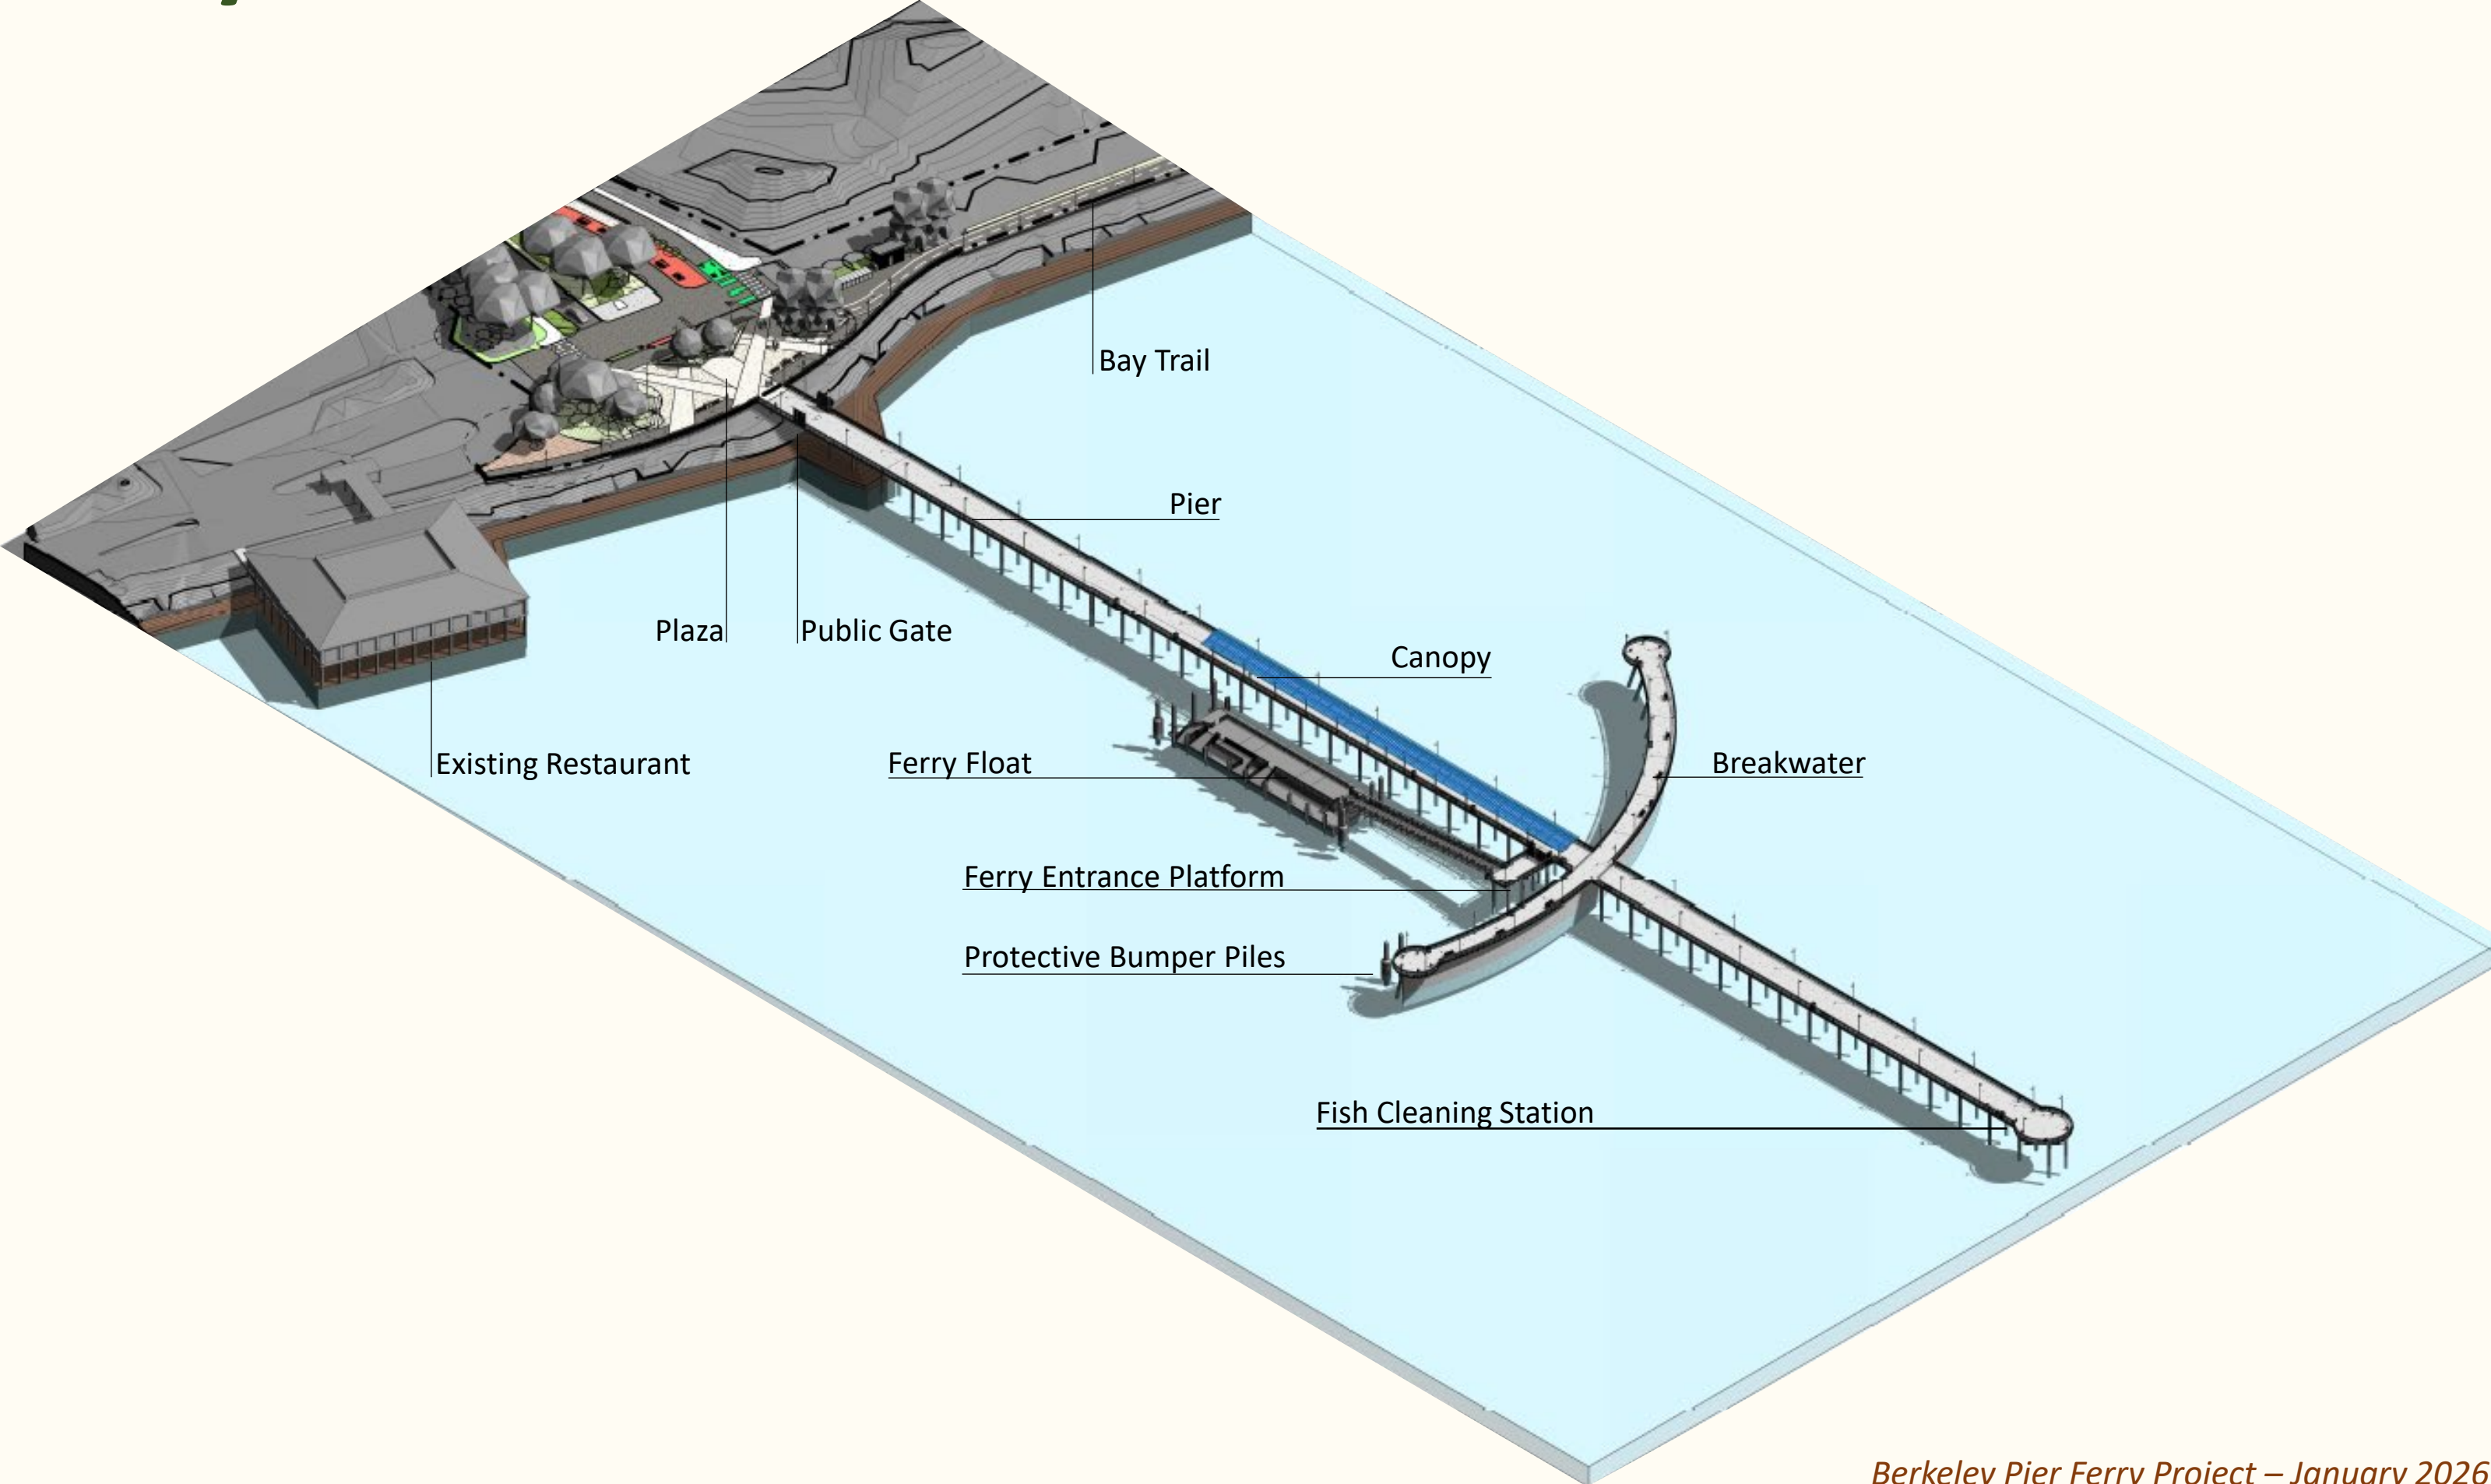 Bay Trail
Pier
Plaza
Public Gate
Canopy
Existing Restaurant
Ferry Float
Breakwater
Ferry Entrance Platform
Protective Bumper Piles
Fish Cleaning Station
Berkeley Pier Ferry Project – January 2026